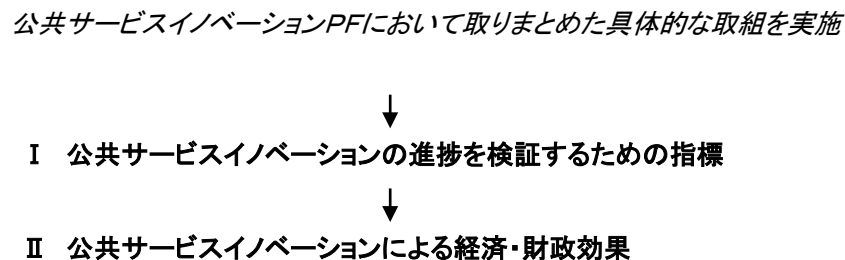 公共サービスイノベーションPFにおいて取りまとめた具体的な取組を実施
↓
Ⅰ 公共サービスイノベーションの進捗を検証するための指標
↓
Ⅱ 公共サービスイノベーションによる経済・財政効果